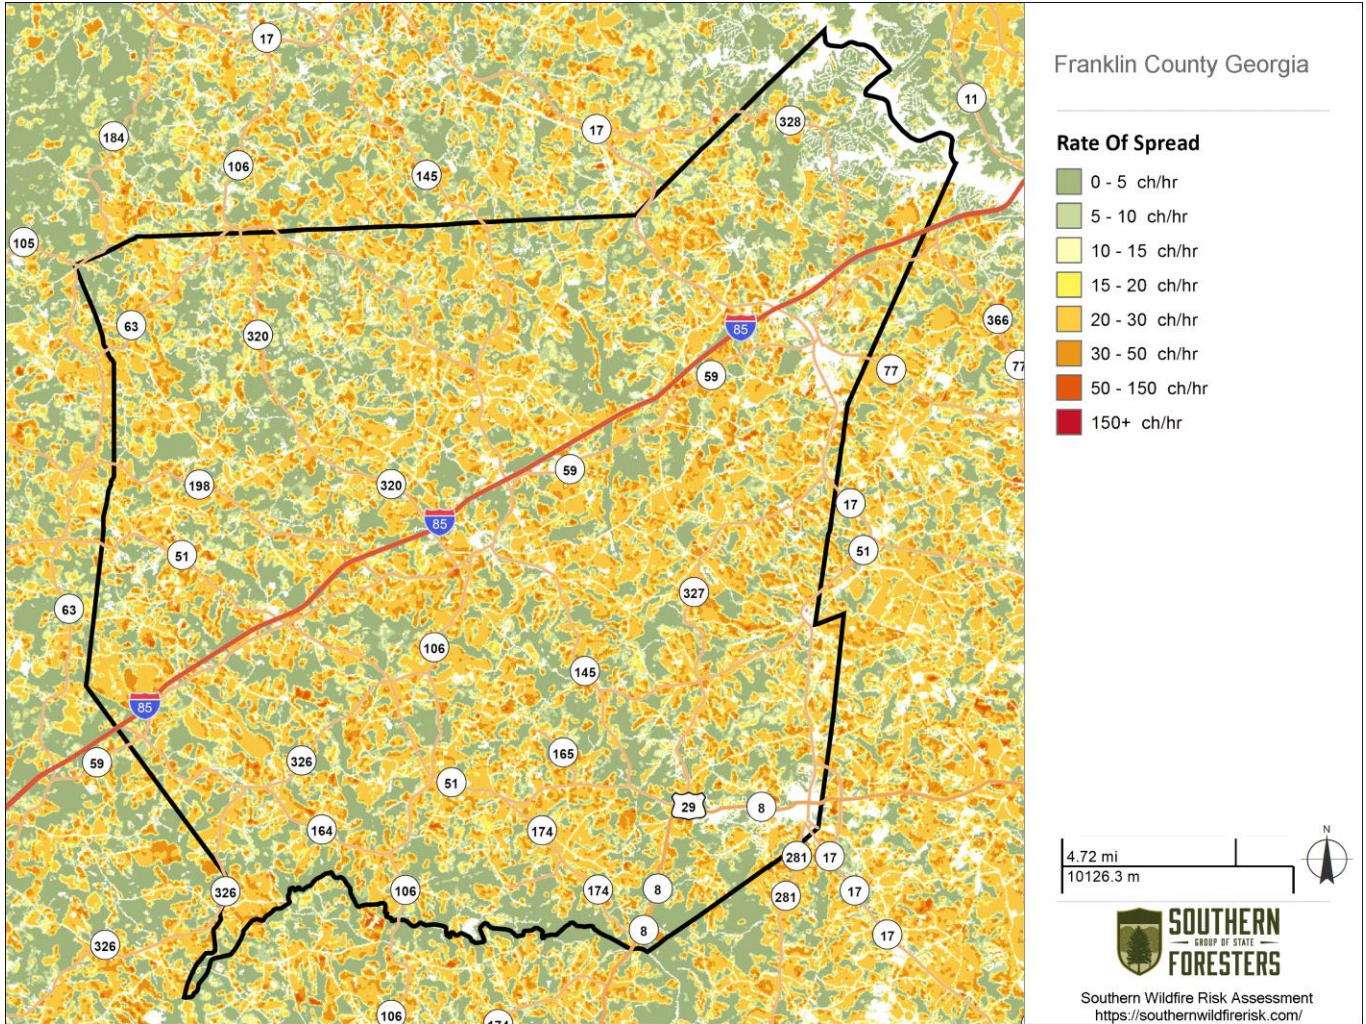 Franklin County Georgia
Rate Of Spread
0 - 5 ch/hr
5 - 10 ch/hr
10 - 15 ch/hr
15 - 20 ch/hr
20 - 30 ch/hr
30 - 50 ch/hr
50 - 150 ch/hr
150+ ch/hr
17
11
328
17
184
106
145
105
63
320
85
366
59
77
77
198
320
59
17
85
51
51
63
327
106
145
85
59
326
165
51
29
8
164
174
281
17
326
106
174
8
281
17
326
8
17
106
174
N
4.72 mi
10126.3 m
SOUTHERN
GROUP OF STATE
FORESTERS
Southern Wildfire Risk Assessment
https://southernwildfirerisk.com/